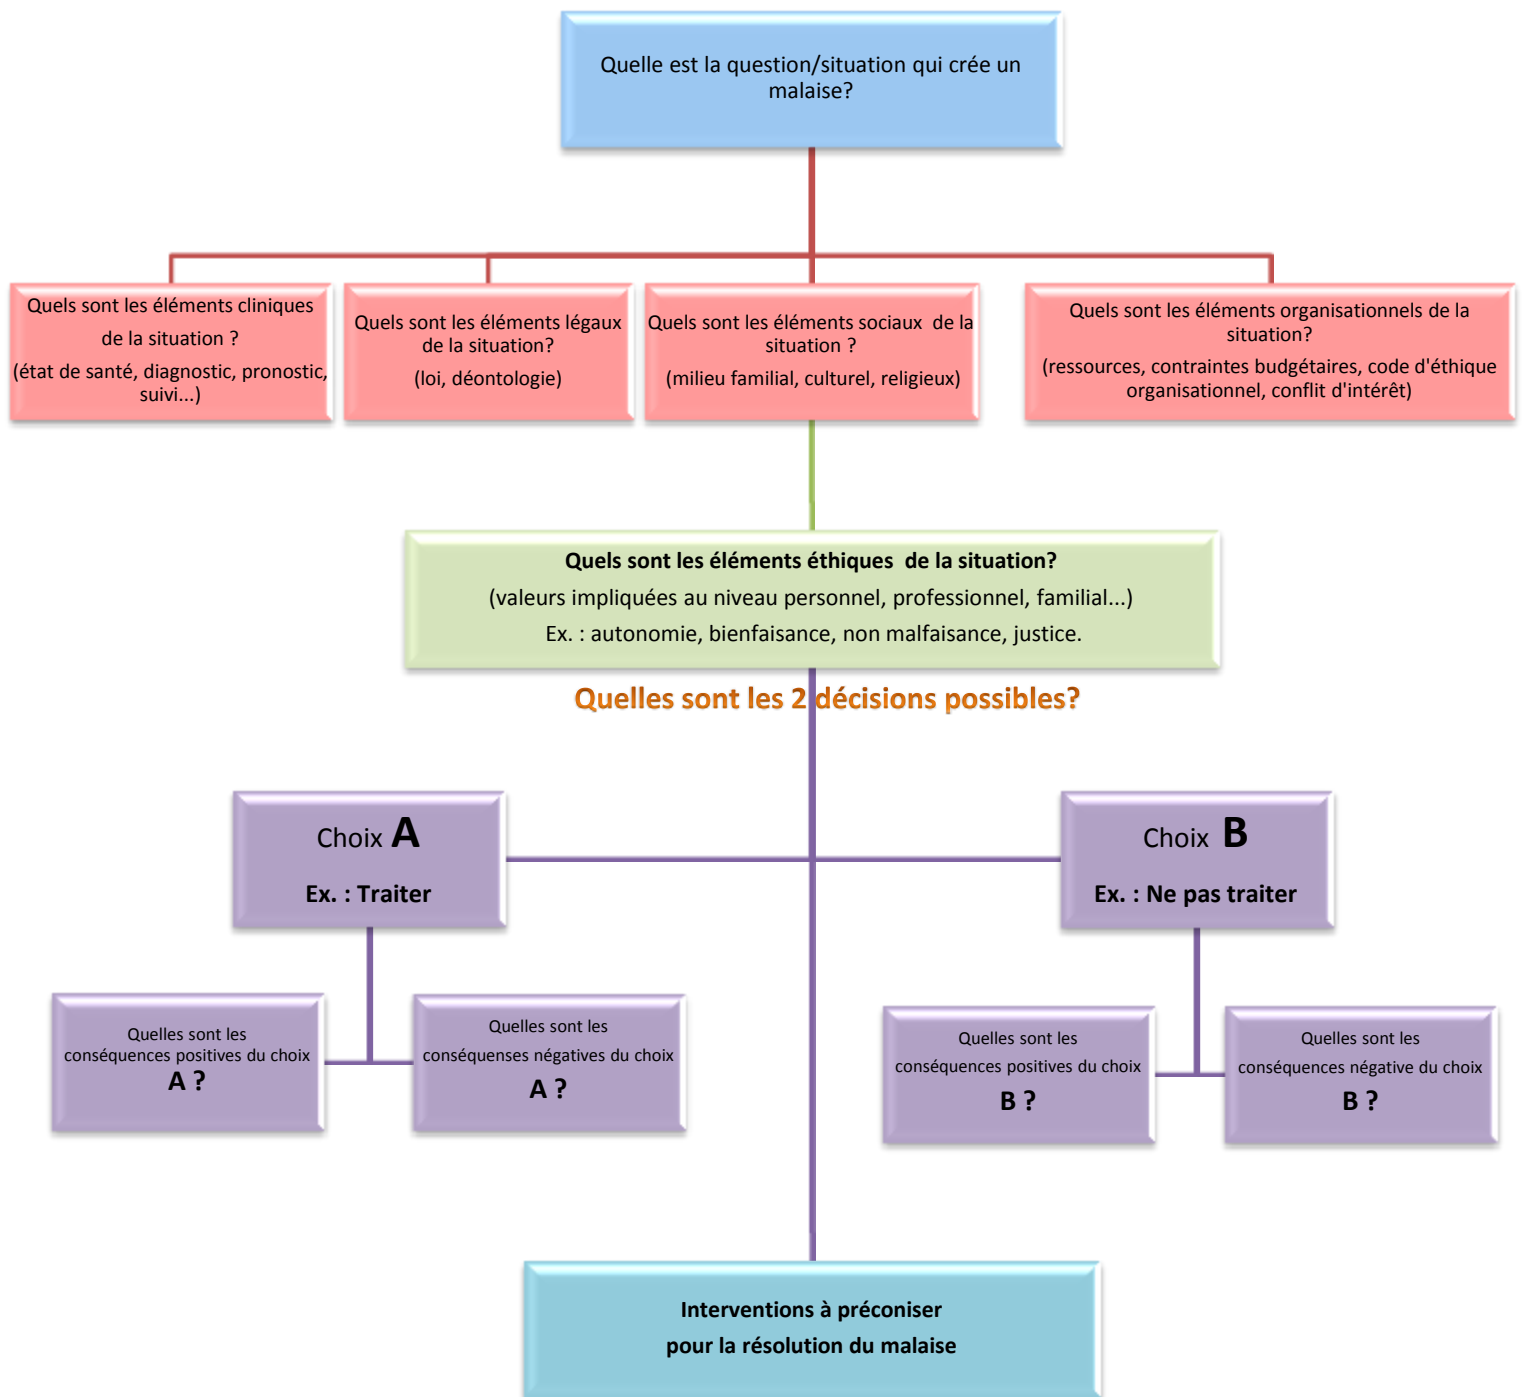 Quelle est la question/situation qui crée un
malaise?
Quels sont les éléments cliniques
de la situation ?
(état de santé, diagnostic, pronostic,
suivi...)
Quels sont les éléments légaux
de la situation?
(loi, déontologie)
Quels sont les éléments sociaux de la
situation ?
(milieu familial, culturel, religieux)
Quels sont les éléments organisationnels de la
situation?
(ressources, contraintes budgétaires, code d'éthique
organisationnel, conflit d'intérêt)
Quels sont les éléments éthiques de la situation?
(valeurs impliquées au niveau personnel, professionnel, familial...)
Ex. : autonomie, bienfaisance, non malfaisance, justice.
Quelles sont les 2 décisions possibles?
Choix A
Ex. : Traiter
Choix B
Ex. : Ne pas traiter
Quelles sont les
conséquences positives du choix
A ?
Quelles sont les
conséquenses négatives du choix
A ?
Quelles sont les
conséquences positives du choix
B ?
Quelles sont les
conséquences négative du choix
B ?
Interventions à préconiser
pour la résolution du malaise